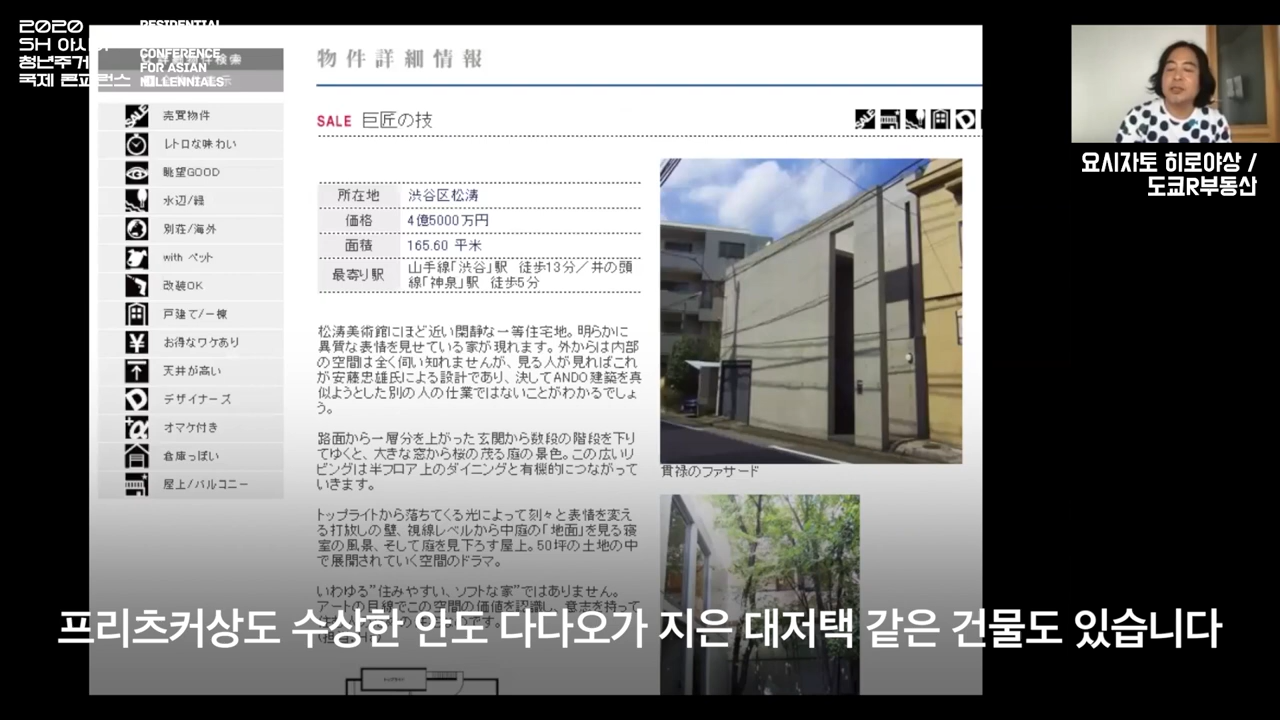 2020
SH 아시아
청년주거
국제 콘퍼런스
RESIDENTIAL
CONFERENCE
FOR ASIAN
MILLENNIALS
売買物件
レトロな味わい
眺望GOOD
水辺/緑
別荘/海外
with ペット
改装OK
戸建て/一棟
お得なワケあり
天井が高い
デザイナーズ
オマケ付き
倉庫っぽい
屋上/バルコニー
物件詳細情報
SALE 巨匠の技
所在地 渋谷区松濤
価格 4億5000万円
面積 165.60 平米
最寄り駅 山手線「渋谷」駅 徒歩13分／井の頭
線「神泉」駅 徒歩5分
松濤美術館にほど近い閑静な一等住宅地。明らかに
異質な表情を見せている家が現れます。外からは内部
の空間は全く伺い知れませんが、見る人が見ればこれ
が安藤忠雄氏による設計であり、決してANDO建築を真
似ようとした別の人の仕業ではないことがわかるでしょ
う。
路面から一層分を上がった玄関から数段の階段を下り
てゆくと、大きな窓から桜の茂る庭の景色。この広いリ
ビングは半フロア上のダイニングと有機的につながって
いきます。
トップライトから落ちてくる光によって刻々と表情を変え
る打放しの壁、視線レベルから中庭の「地面」を見る寝
室の風景、そして庭を見下ろす屋上。50坪の土地の中
で展開されていく空間のドラマ。
いわゆる”住みやすい、ソフトな家”ではありません。
アートの目線でこの空間の価値を認識し、意志を持って
貫禄のファサード
요시자토 히로야상 /
도쿄R부동산
프리츠커상도 수상한 안도 다다오가 지은 대저택 같은 건물도 있습니다